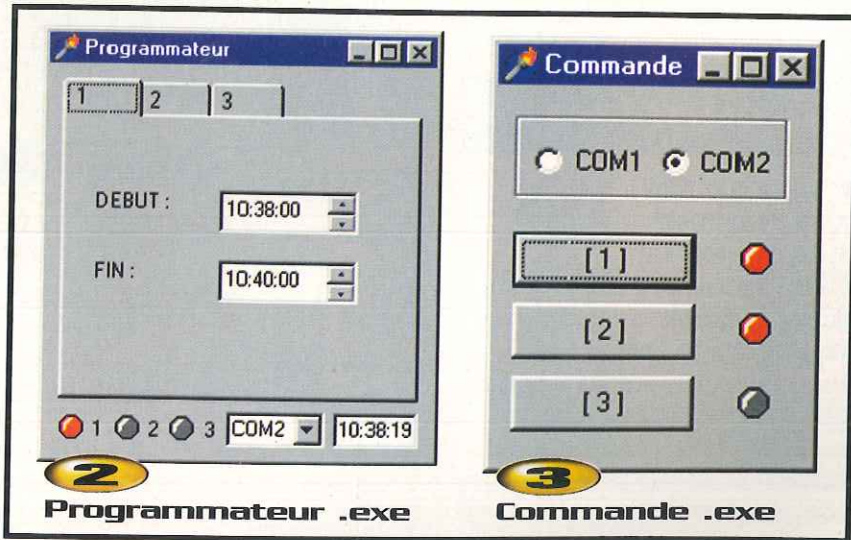 Programmateur
1 2 3
DEBUT : 10:38:00
FIN : 10:40:00
1 2 3 COM2 10:38:19
2
Programmateur .exe
Commande
COM1 COM2
[1]
[2]
[3]
3
Commande .exe